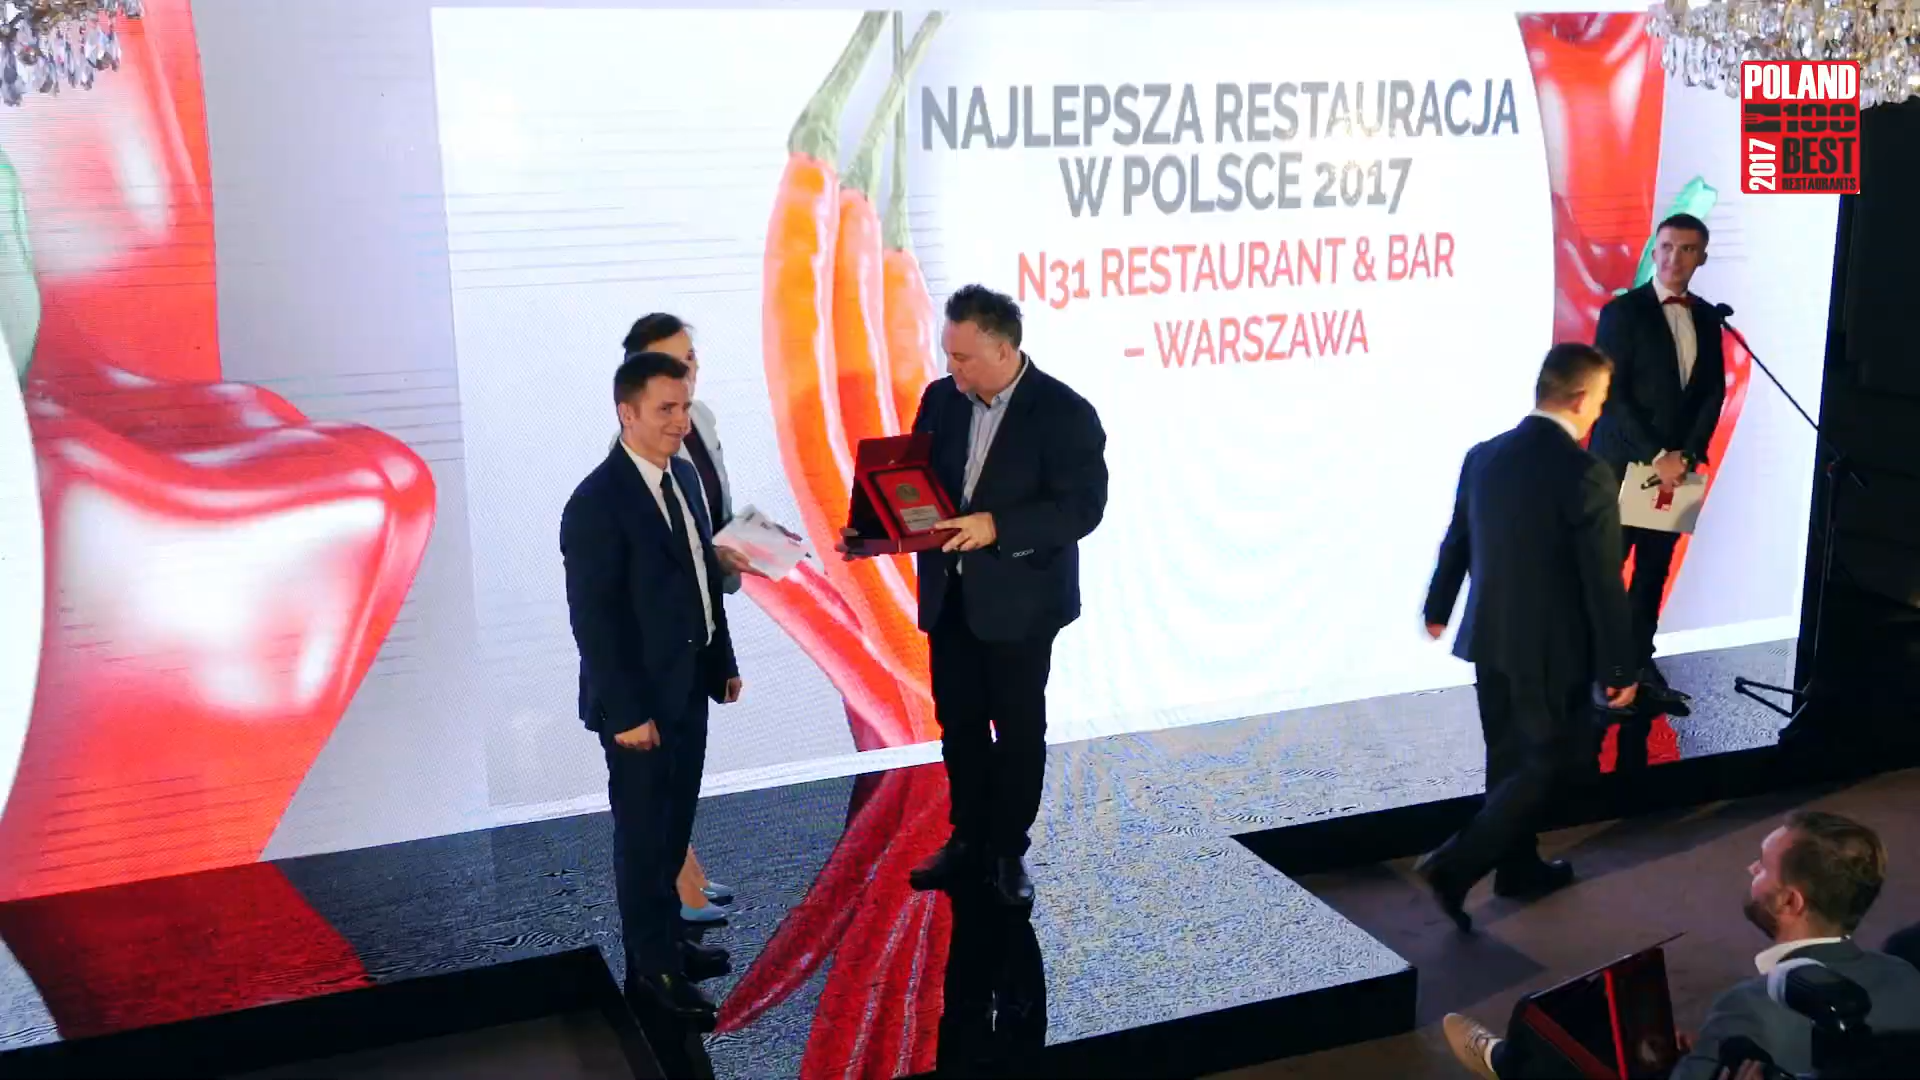 NAJLEPSZA RESTAURACJA
W POLSCE 2017
N31 RESTAURANT & BAR
– WARSZAWA
POLAND
100
BEST
RESTAURANTS
2017